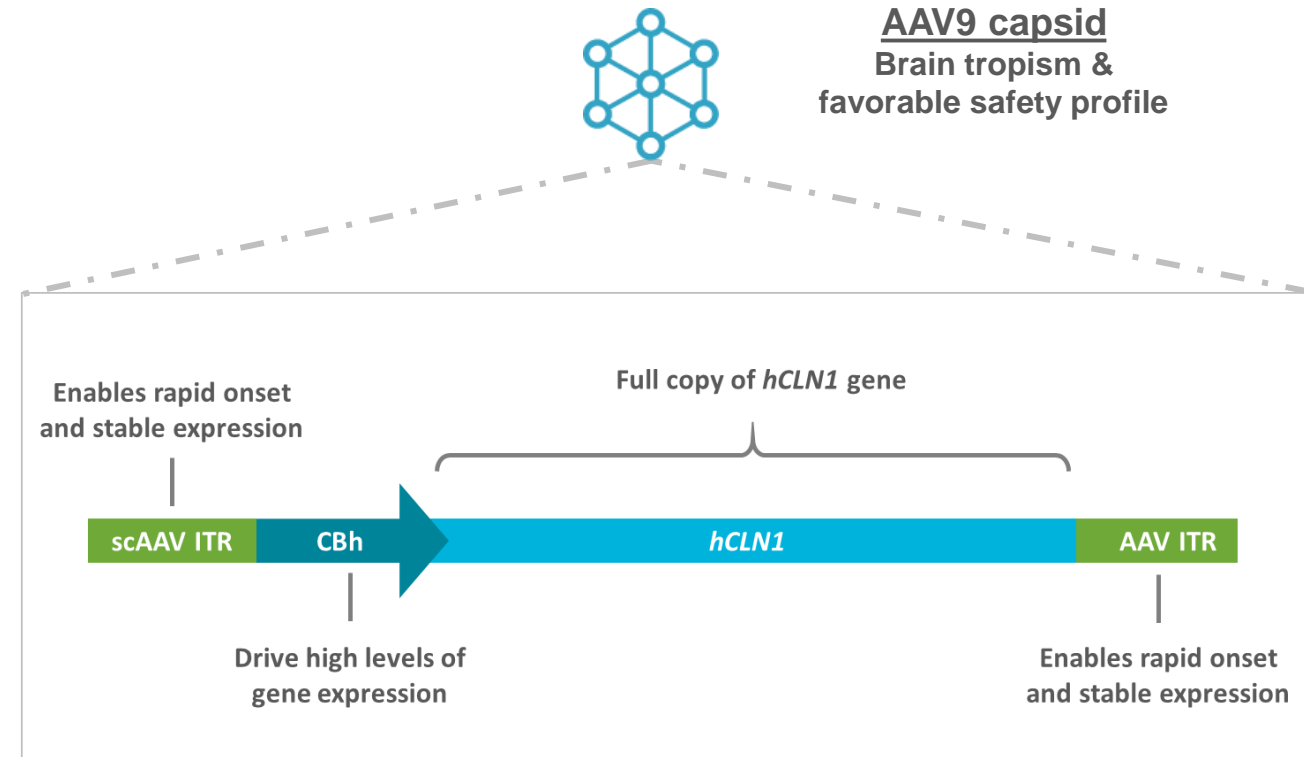 AAV9 capsid
Brain tropism &
favorable safety profile
Enables rapid onset
and stable expression
Full copy of hCLN1 gene
scAAV ITR
CBh
hCLN1
AAV ITR
Drive high levels of
gene expression
Enables rapid onset
and stable expression